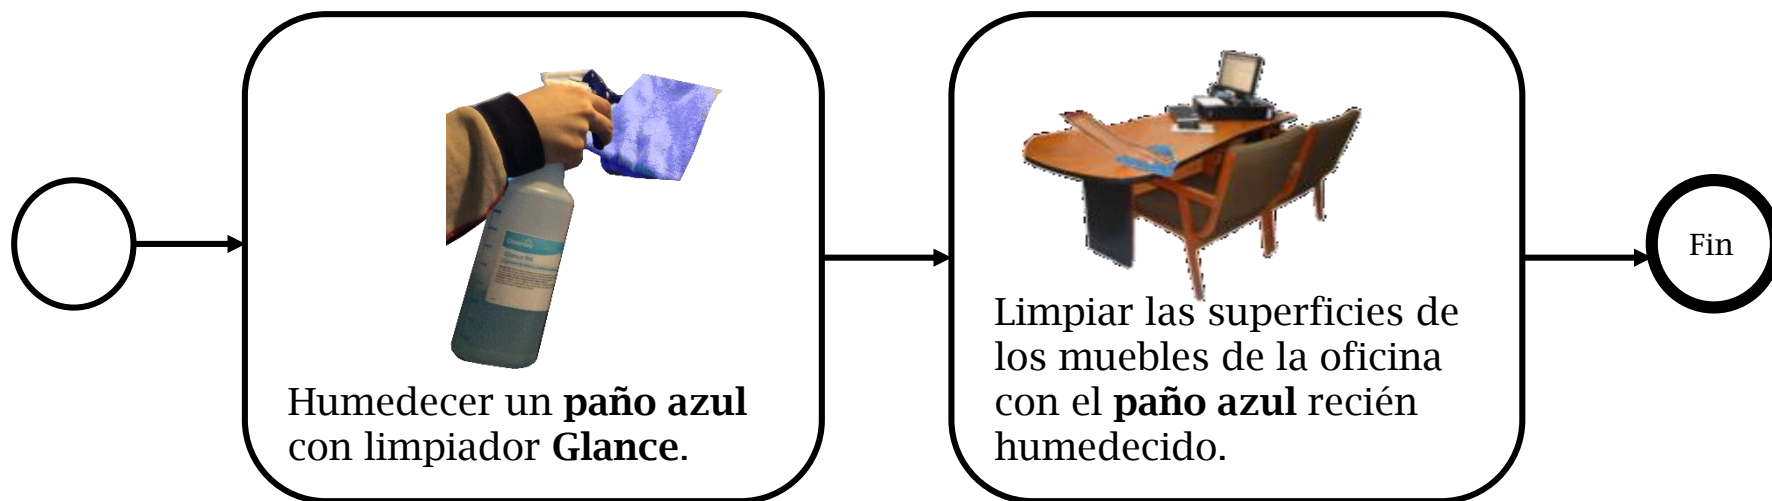 Humedecer un paño azul
con limpiador Glance.
Limpiar las superficies de
los muebles de la oficina
con el paño azul recién
humedecido.
Fin